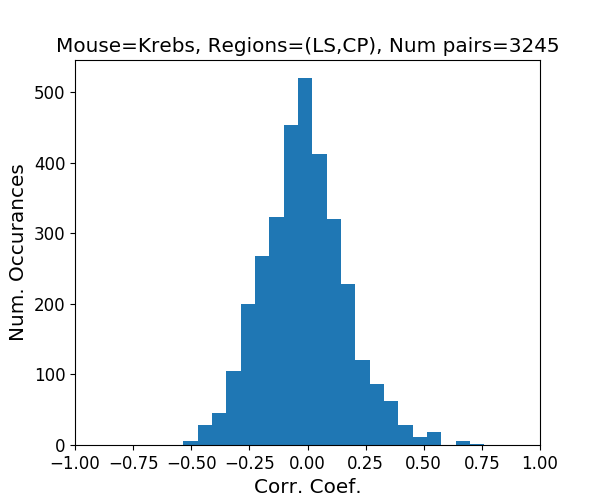 Mouse=Krebs, Regions=(LS,CP), Num pairs=3245
500
400
300
200
100
0
Num. Occurances
−1.00 −0.75 −0.50 −0.25 0.00 0.25 0.50 0.75 1.00
Corr. Coef.